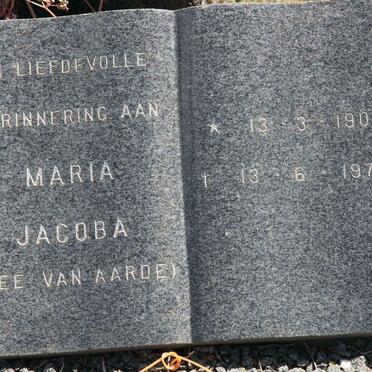 LIEFDEVOLLE
RINNERING AAN
MARIA
JACOBA
EE VAN AARDE)
★ 13-3-190
† 13-6-197